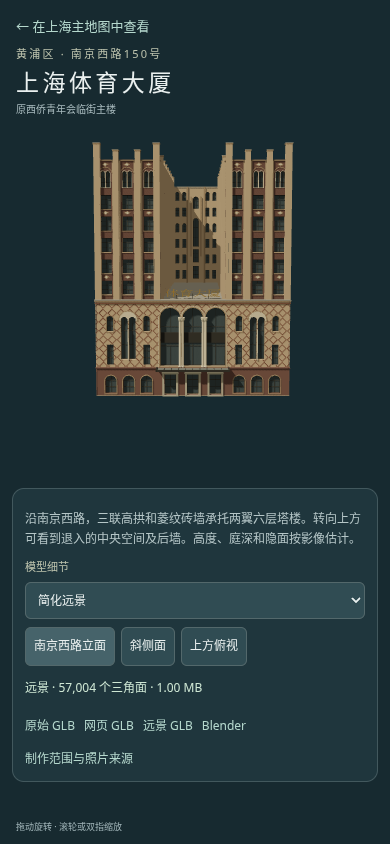 ← 在上海主地图中查看
黄浦区 · 南京西路150号
上海体育大厦
原西侨青年会临街主楼
沿南京西路，三联高拱和菱纹砖墙承托两翼六层塔楼。转向上方
可看到退入的中央空间及后墙。高度、庭深和隐面按影像估计。
模型细节
简化远景
南京西路立面 斜侧面 上方俯视
远景 · 57,004 个三角面 · 1.00 MB
原始 GLB 网页 GLB 远景 GLB Blender
制作范围与照片来源
拖动旋转 · 滚轮或双指缩放